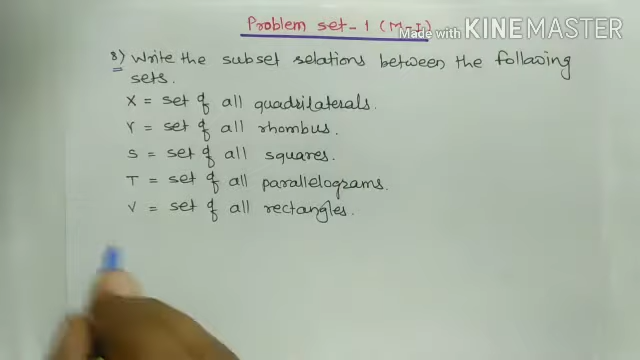 Problem set - 1 (M-I)
Made with KINEMASTER
8) Write the subset relations between the following
sets.
X = set of all quadrilaterals.
R = set of all rhombus.
S = set of all squares.
T = set of all parallelograms.
V = set of all rectangles.